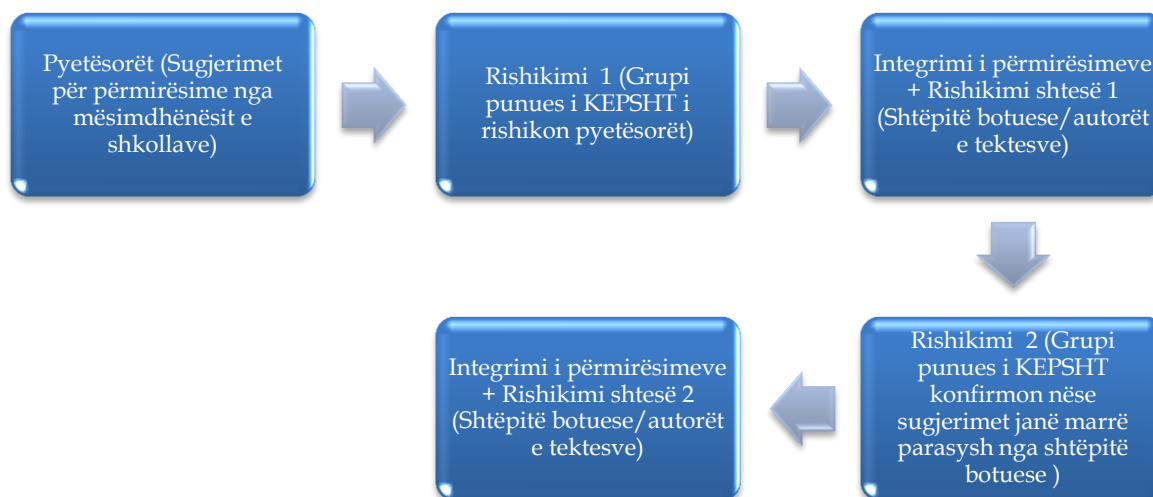 Pyetësorët (Sugjerimet
për përmirësime nga
mësimdhënësit e
shkollave)
Rishikimi 1 (Grupi
punues i KEPSHT i
rishikon pyetësorët)
Integrimi i përmirësimeve
+ Rishikimi shtesë 1
(Shtëpitë botuese/autorët
e tektesve)
Rishikimi 2 (Grupi
punues i KEPSHT
konfirmon nëse
sugjerimet janë marrë
parasysh nga shtëpitë
botuese )
Integrimi i përmirësimeve
+ Rishikimi shtesë 2
(Shtëpitë botuese/autorët
e tektesve)